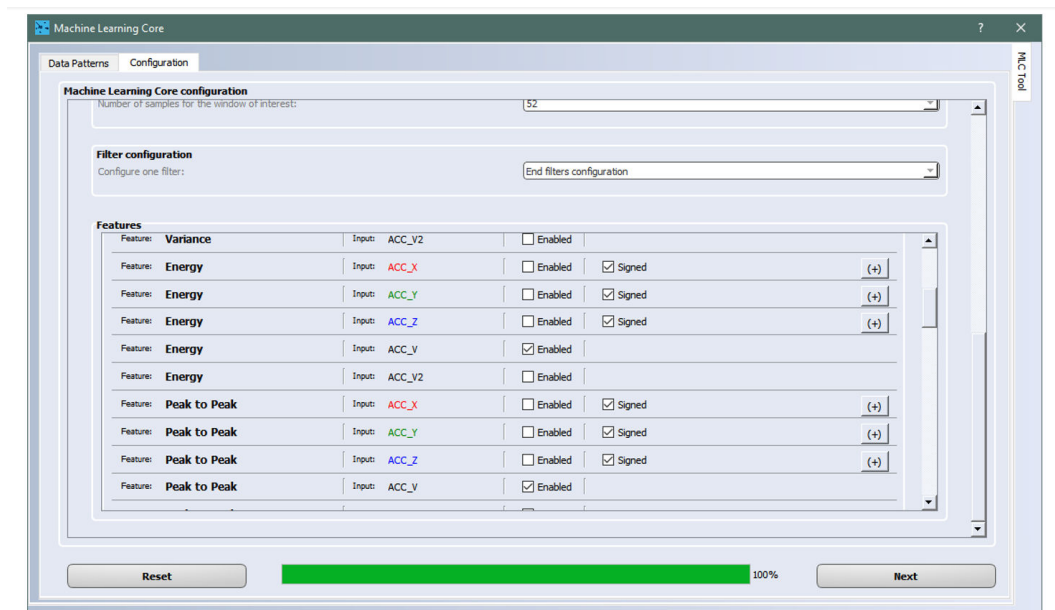 Machine Learning Core ? ×
Data Patterns Configuration
MLC Tool
Machine Learning Core configuration
Number of samples for the window of interest: 52
Filter configuration
Configure one filter: End filters configuration
Features
Feature: Variance Input: ACC_V2 Enabled
Feature: Energy Input: ACC_X Enabled Signed (+)
Feature: Energy Input: ACC_Y Enabled Signed (+)
Feature: Energy Input: ACC_Z Enabled Signed (+)
Feature: Energy Input: ACC_V Enabled
Feature: Energy Input: ACC_V2 Enabled
Feature: Peak to Peak Input: ACC_X Enabled Signed (+)
Feature: Peak to Peak Input: ACC_Y Enabled Signed (+)
Feature: Peak to Peak Input: ACC_Z Enabled Signed (+)
Feature: Peak to Peak Input: ACC_V Enabled
Reset 100% Next